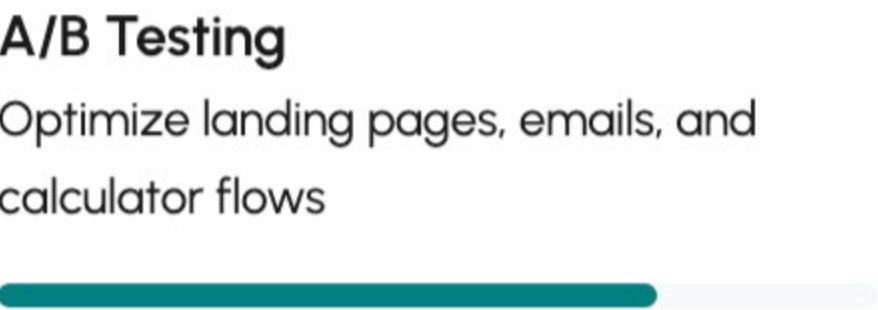 A/B Testing
Optimize landing pages, emails, and
calculator flows